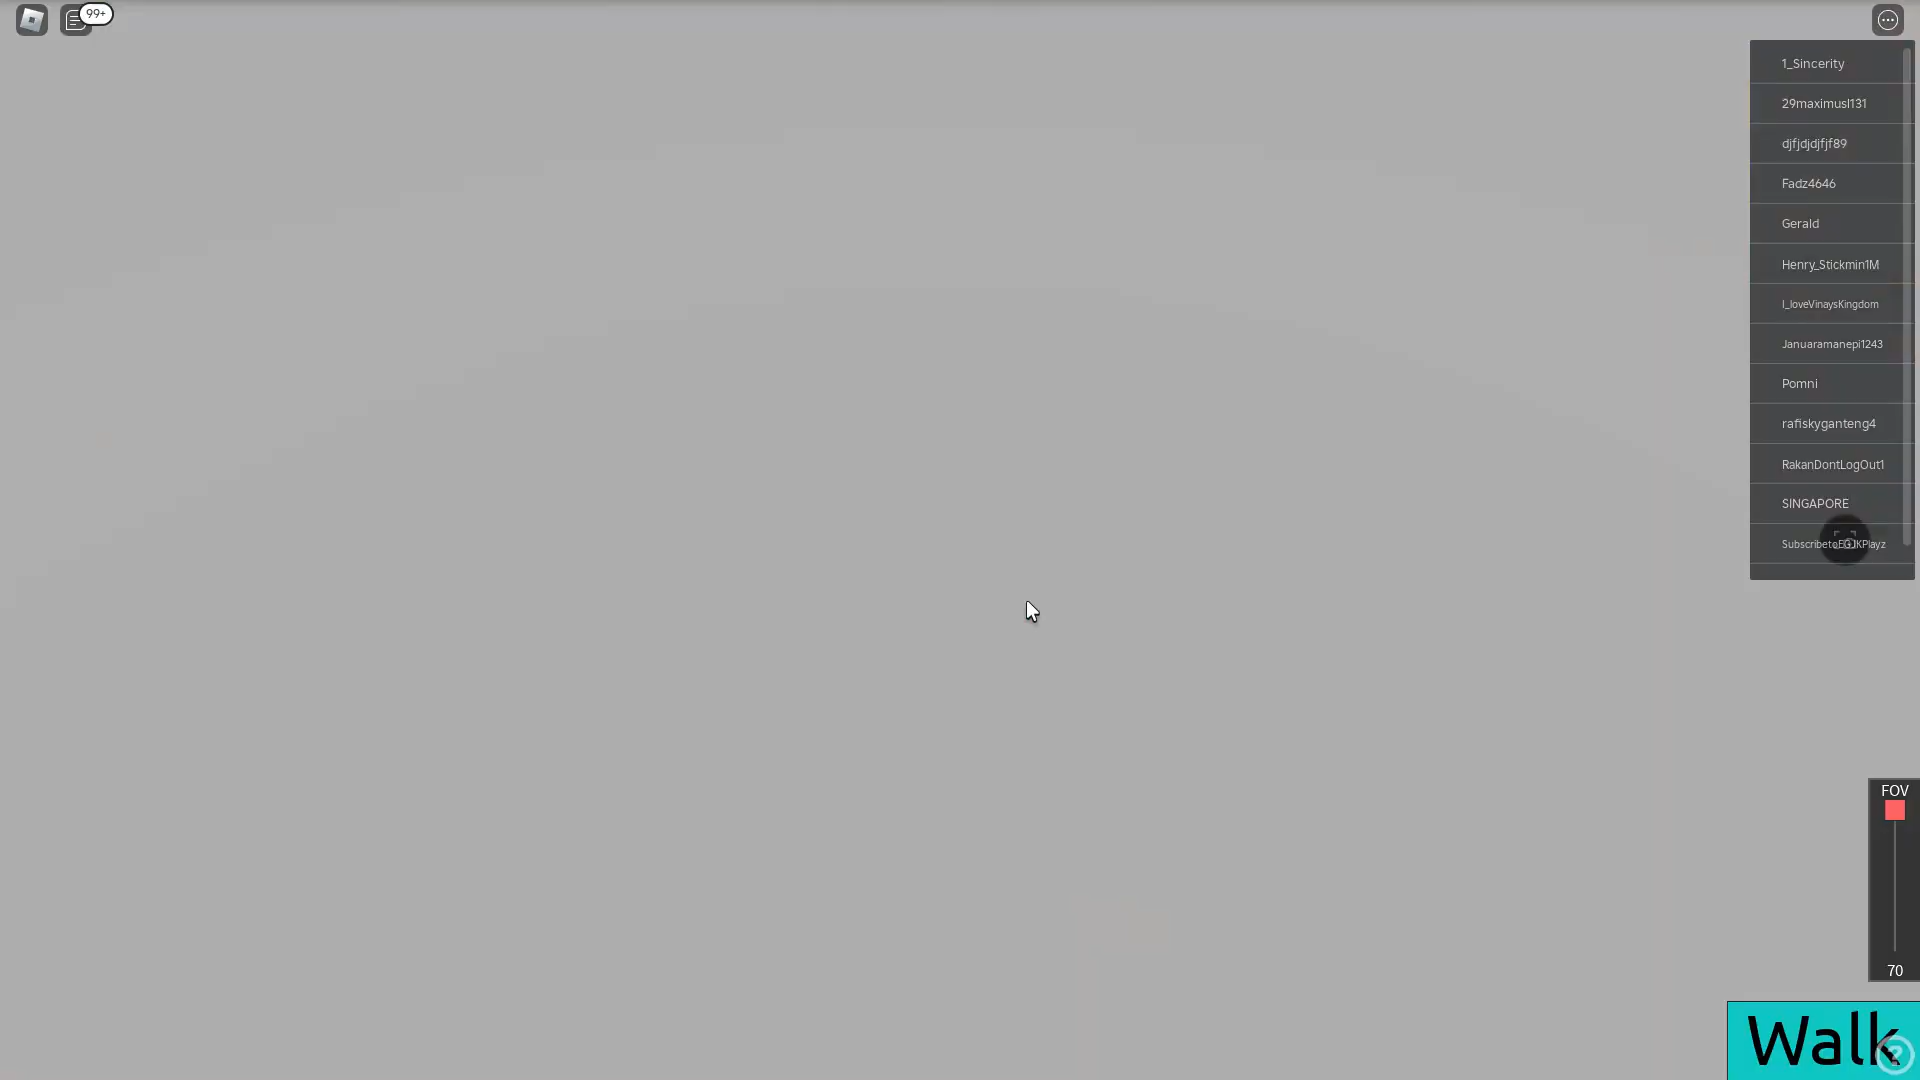 99+
1_Sincerity
29maximusl131
djfjdjdjfjf89
Fadz4646
Gerald
Henry_Stickmin1M
I_loveVinaysKingdom
Januaramanepi1243
Pomni
rafiskyganteng4
RakanDontLogOut1
SINGAPORE
FOV
70
Walk